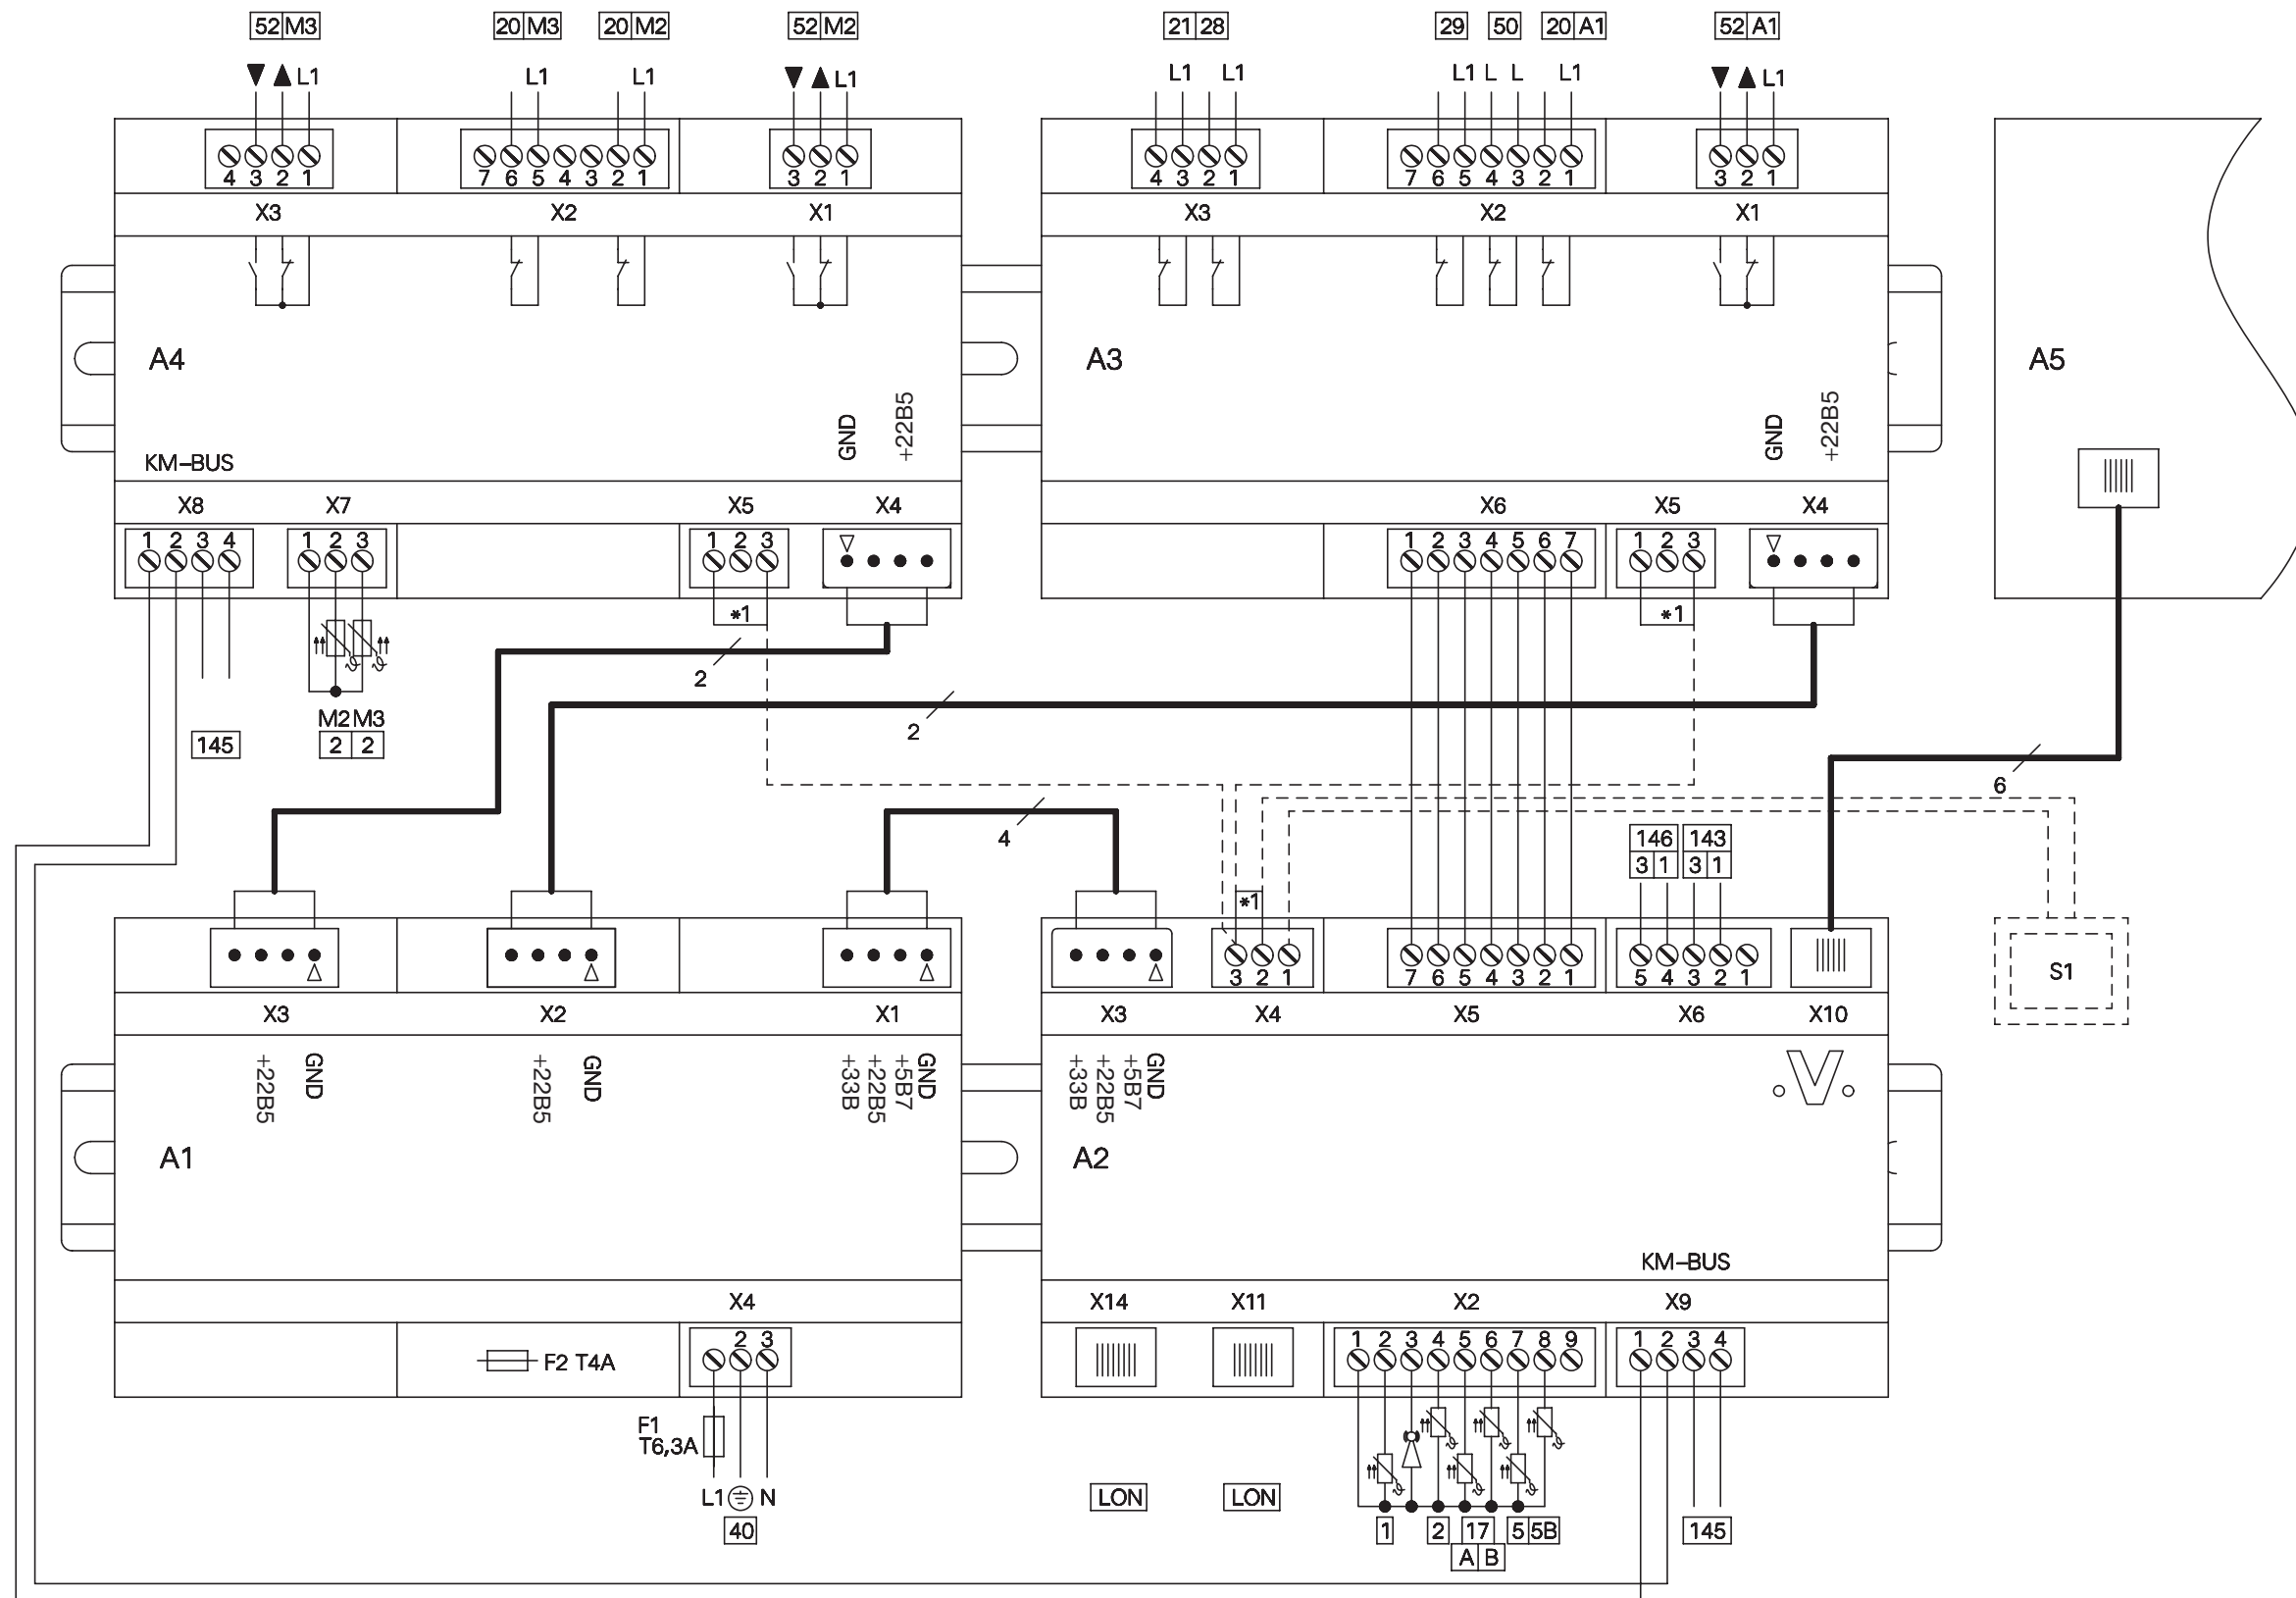 52 M3 20 M3 20 M2 52 M2 21 28 29 50 20 A1 52 A1
▼ ▲ L1 L1 L1 ▼ ▲ L1 L1 L1 L1 L L L1 ▼ ▲ L1
4 3 2 1 7 6 5 4 3 2 1 3 2 1 4 3 2 1 7 6 5 4 3 2 1 3 2 1
X3 X2 X1 X3 X2 X1
A4 A3 A5
GND +22B5 GND +22B5
KM-BUS
X8 X7 X5 X4 X6 X5 X4
1 2 3 4 1 2 3 1 2 3 1 2 3 4 5 6 7 1 2 3
*1 *1
2
M2 M3
2
145 2 2
6
4
146 143
3 1 3 1
*1
3 2 1 7 6 5 4 3 2 1 5 4 3 2 1
S1
X3 X2 X1 X3 X4 X5 X6 X10
+22B5 GND +22B5 GND +33B +22B5 +5B7 GND +33B +22B5 +5B7 GND
V
A1 A2
KM-BUS
X4 X14 X11 X2 X9
2 3 1 2 3 4 5 6 7 8 9 1 2 3 4
F2 T4A
F1
T6,3A
L1 N LON LON
40 1 2 17 5 5B 145
A B